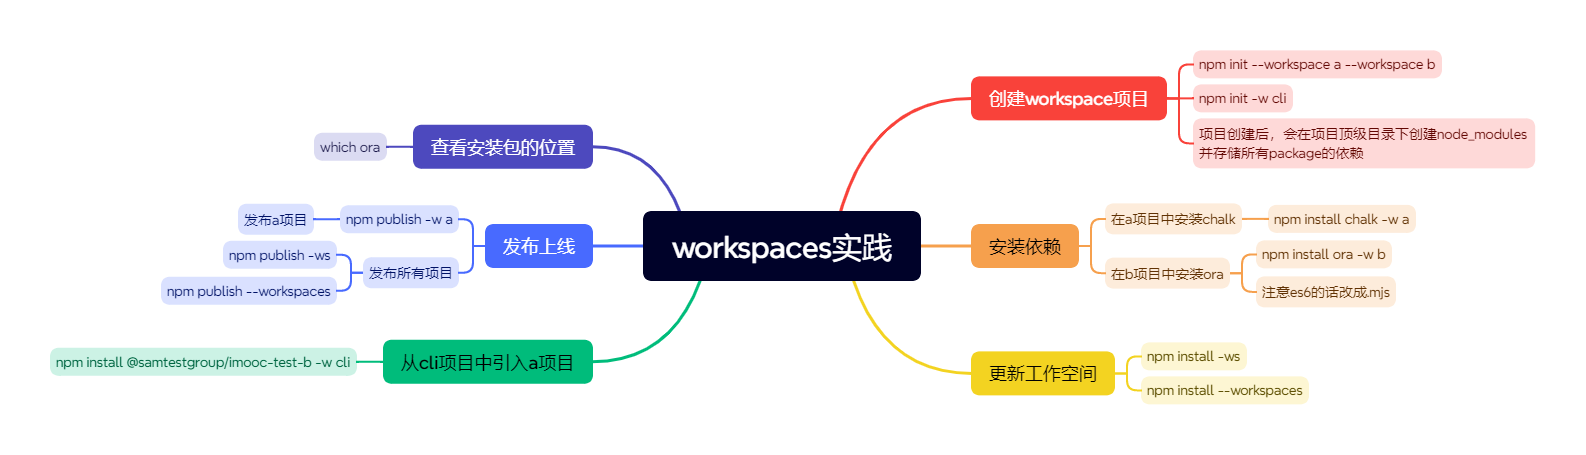 workspaces实践
创建workspace项目
npm init --workspace a --workspace b
npm init -w cli
项目创建后，会在项目顶级目录下创建node_modules
并存储所有package的依赖
安装依赖
在a项目中安装chalk
npm install chalk -w a
在b项目中安装ora
npm install ora -w b
注意es6的话改成.mjs
更新工作空间
npm install -ws
npm install --workspaces
查看安装包的位置
which ora
发布上线
npm publish -w a
发布a项目
发布所有项目
npm publish -ws
npm publish --workspaces
从cli项目中引入a项目
npm install @samtestgroup/imooc-test-b -w cli